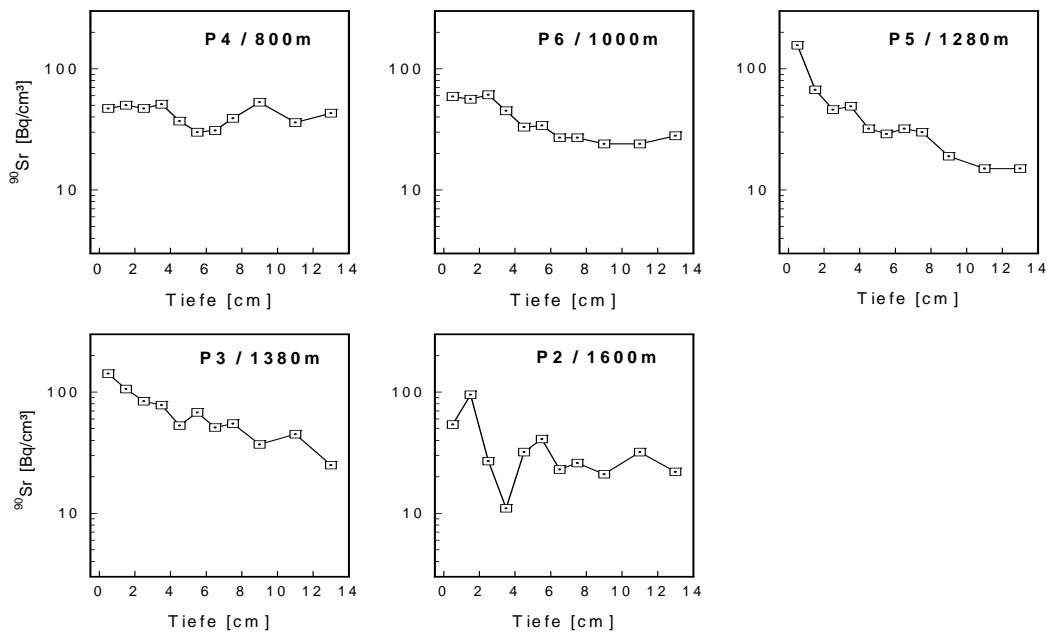 P4 / 800m
100
10
⁹⁰Sr [Bq/cm³]
0 2 4 6 8 10 12 14
Tiefe [cm]
P6 / 1000m
100
10
0 2 4 6 8 10 12 14
Tiefe [cm]
P5 / 1280m
100
10
0 2 4 6 8 10 12 14
Tiefe [cm]
P3 / 1380m
100
10
⁹⁰Sr [Bq/cm³]
0 2 4 6 8 10 12 14
Tiefe [cm]
P2 / 1600m
100
10
0 2 4 6 8 10 12 14
Tiefe [cm]